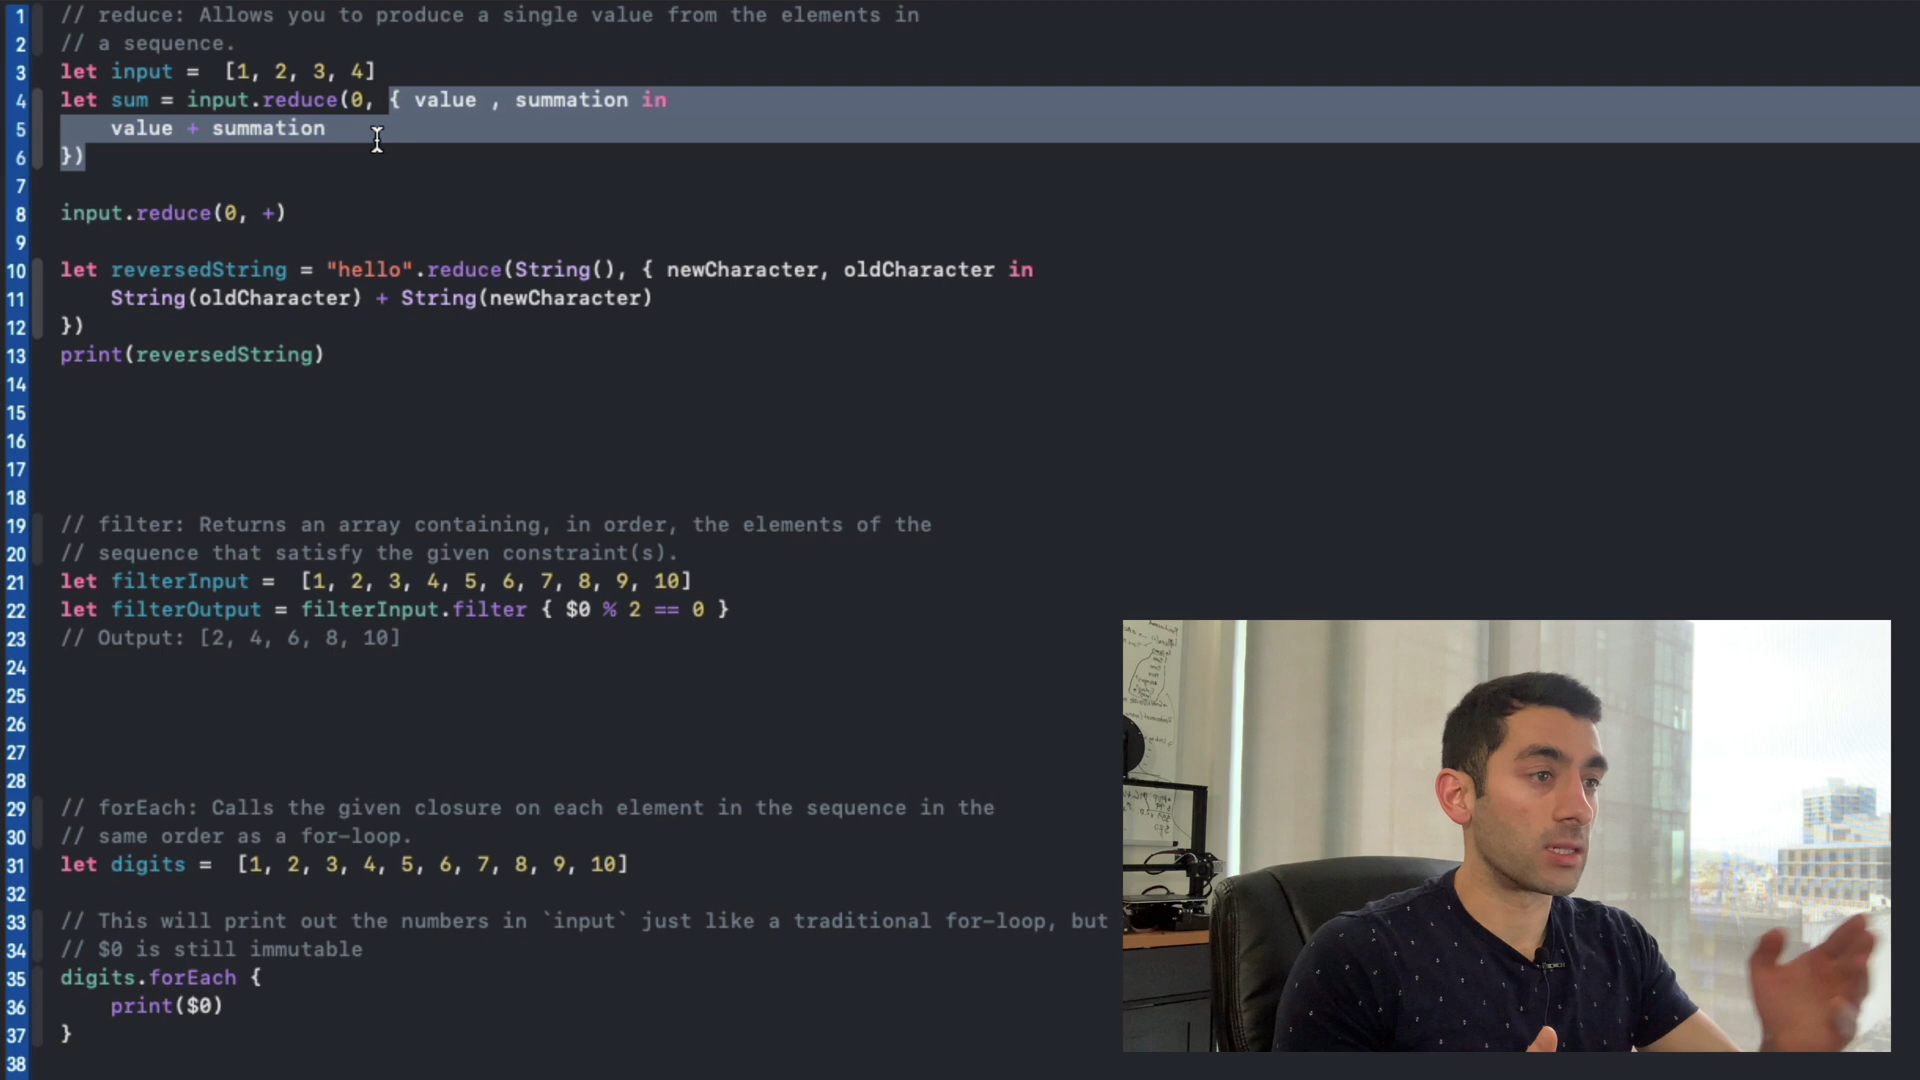 1 // reduce: Allows you to produce a single value from the elements in
2 // a sequence.
3 let input =  [1, 2, 3, 4]
4 let sum = input.reduce(0, { value , summation in
5     value + summation
6 })
7
8 input.reduce(0, +)
9
10 let reversedString = "hello".reduce(String(), { newCharacter, oldCharacter in
11     String(oldCharacter) + String(newCharacter)
12 })
13 print(reversedString)
14
15
16
17
18
19 // filter: Returns an array containing, in order, the elements of the
20 // sequence that satisfy the given constraint(s).
21 let filterInput =  [1, 2, 3, 4, 5, 6, 7, 8, 9, 10]
22 let filterOutput = filterInput.filter { $0 % 2 == 0 }
23 // Output: [2, 4, 6, 8, 10]
24
25
26
27
28
29 // forEach: Calls the given closure on each element in the sequence in the
30 // same order as a for-loop.
31 let digits =  [1, 2, 3, 4, 5, 6, 7, 8, 9, 10]
32
33 // This will print out the numbers in `input` just like a traditional for-loop, but
34 // $0 is still immutable
35 digits.forEach {
36     print($0)
37 }
38